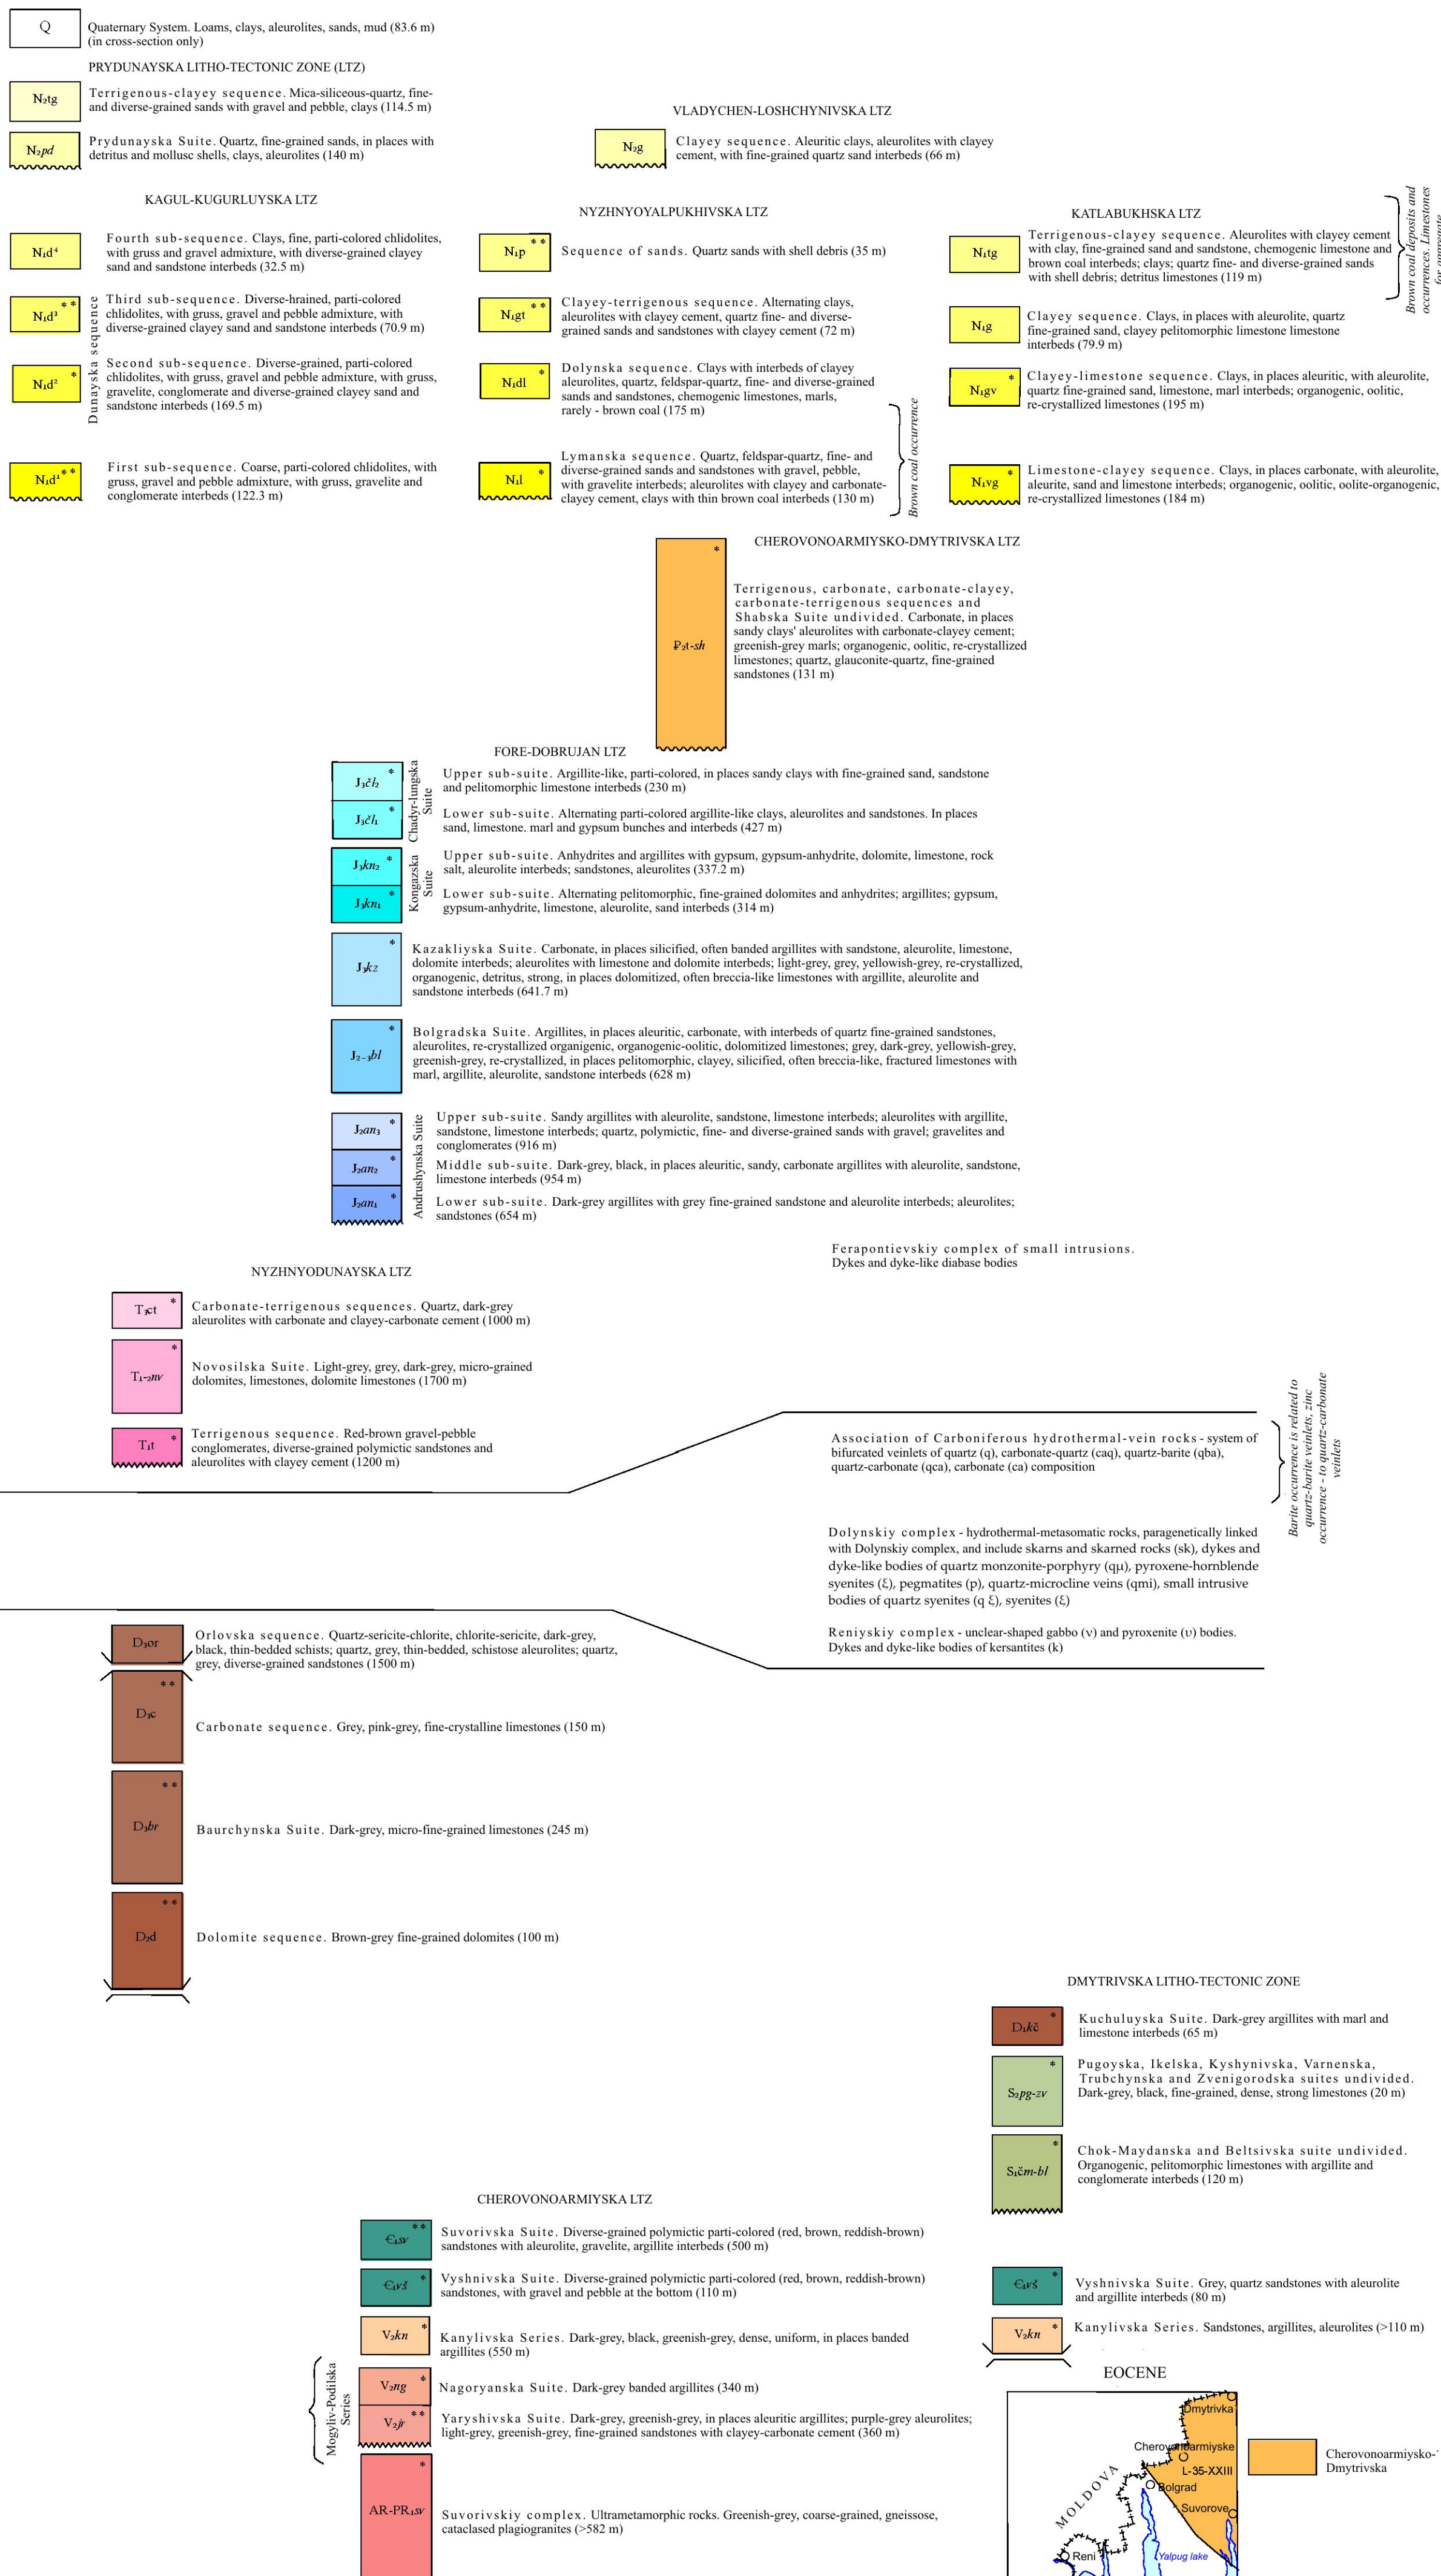 Q
Quaternary System. Loams, clays, aleurolites, sands, mud (83.6 m)
(in cross-section only)
PRYDUNAYSKA LITHO-TECTONIC ZONE (LTZ)
N₂tg
Terrigenous-clayey sequence. Mica-siliceous-quartz, fine-
and diverse-grained sands with gravel and pebble, clays (114.5 m)
N₂pd
Prydunayska Suite. Quartz, fine-grained sands, in places with
detritus and mollusc shells, clays, aleurolites (140 m)
VLADYCHEN-LOSHCHYNIVSKA LTZ
N₂g
Clayey sequence. Aleuritic clays, aleurolites with clayey
cement, with fine-grained quartz sand interbeds (66 m)
KAGUL-KUGURLUYSKA LTZ
N₁d⁴
Fourth sub-sequence. Clays, fine, parti-colored chlidolites,
with gruss and gravel admixture, with diverse-grained clayey
sand and sandstone interbeds (32.5 m)
N₁d³ **
Third sub-sequence. Diverse-hrained, parti-colored
chlidolites, with gruss, gravel and pebble admixture, with
diverse-grained clayey sand and sandstone interbeds (70.9 m)
N₁d² *
Second sub-sequence. Diverse-grained, parti-colored
chlidolites, with gruss, gravel and pebble admixture, with gruss,
gravelite, conglomerate and diverse-grained clayey sand and
sandstone interbeds (169.5 m)
N₁d¹ **
First sub-sequence. Coarse, parti-colored chlidolites, with
gruss, gravel and pebble admixture, with gruss, gravelite and
conglomerate interbeds (122.3 m)
Dunayska sequence
NYZHNYOYALPUKHIVSKA LTZ
N₁p **
Sequence of sands. Quartz sands with shell debris (35 m)
N₁gt **
Clayey-terrigenous sequence. Alternating clays,
aleurolites with clayey cement, quartz fine- and diverse-
grained sands and sandstones with clayey cement (72 m)
N₁dl *
Dolynska sequence. Clays with interbeds of clayey
aleurolites, quartz, feldspar-quartz, fine- and diverse-grained
sands and sandstones, chemogenic limestones, marls,
rarely - brown coal (175 m)
N₁l *
Lymanska sequence. Quartz, feldspar-quartz, fine- and
diverse-grained sands and sandstones with gravel, pebble,
with gravelite interbeds; aleurolites with clayey and carbonate-
clayey cement, clays with thin brown coal interbeds (130 m)
Brown coal occurrence
KATLABUKHSKA LTZ
N₁tg
Terrigenous-clayey sequence. Aleurolites with clayey cement
with clay, fine-grained sand and sandstone, chemogenic limestone and
brown coal interbeds; clays; quartz fine- and diverse-grained sands
with shell debris; detritus limestones (119 m)
N₁g
Clayey sequence. Clays, in places with aleurolite, quartz
fine-grained sand, clayey pelitomorphic limestone limestone
interbeds (79.9 m)
N₁gv *
Clayey-limestone sequence. Clays, in places aleuritic, with aleurolite,
quartz fine-grained sand, limestone, marl interbeds; organogenic, oolitic,
re-crystallized limestones (195 m)
N₁vg *
Limestone-clayey sequence. Clays, in places carbonate, with aleurolite,
aleurite, sand and limestone interbeds; organogenic, oolitic, oolite-organogenic,
re-crystallized limestones (184 m)
Brown coal deposits and
occurrences. Limestones
CHEROVONOARMIYSKO-DMYTRIVSKA LTZ
*
₽₂t-sh
Terrigenous, carbonate, carbonate-clayey,
carbonate-terrigenous sequences and
Shabska Suite undivided. Carbonate, in places
sandy clays' aleurolites with carbonate-clayey cement;
greenish-grey marls; organogenic, oolitic, re-crystallized
limestones; quartz, glauconite-quartz, fine-grained
sandstones (131 m)
FORE-DOBRUJAN LTZ
J₃čl₂ *
Upper sub-suite. Argillite-like, parti-colored, in places sandy clays with fine-grained sand, sandstone
and pelitomorphic limestone interbeds (230 m)
J₃čl₁ *
Lower sub-suite. Alternating parti-colored argillite-like clays, aleurolites and sandstones. In places
sand, limestone. marl and gypsum bunches and interbeds (427 m)
Chadyr-lungska
Suite
J₃kn₂ *
Upper sub-suite. Anhydrites and argillites with gypsum, gypsum-anhydrite, dolomite, limestone, rock
salt, aleurolite interbeds; sandstones, aleurolites (337.2 m)
J₃kn₁ *
Lower sub-suite. Alternating pelitomorphic, fine-grained dolomites and anhydrites; argillites; gypsum,
gypsum-anhydrite, limestone, aleurolite, sand interbeds (314 m)
Kongazska
Suite
J₃kz *
Kazakliyska Suite. Carbonate, in places silicified, often banded argillites with sandstone, aleurolite, limestone,
dolomite interbeds; aleurolites with limestone and dolomite interbeds; light-grey, grey, yellowish-grey, re-crystallized,
organogenic, detritus, strong, in places dolomitized, often breccia-like limestones with argillite, aleurolite and
sandstone interbeds (641.7 m)
J₂₋₃bl *
Bolgradska Suite. Argillites, in places aleuritic, carbonate, with interbeds of quartz fine-grained sandstones,
aleurolites, re-crystallized organigenic, organogenic-oolitic, dolomitized limestones; grey, dark-grey, yellowish-grey,
greenish-grey, re-crystallized, in places pelitomorphic, clayey, silicified, often breccia-like, fractured limestones with
marl, argillite, aleurolite, sandstone interbeds (628 m)
J₂an₃ *
Upper sub-suite. Sandy argillites with aleurolite, sandstone, limestone interbeds; aleurolites with argillite,
sandstone, limestone interbeds; quartz, polymictic, fine- and diverse-grained sands with gravel; gravelites and
conglomerates (916 m)
J₂an₂ *
Middle sub-suite. Dark-grey, black, in places aleuritic, sandy, carbonate argillites with aleurolite, sandstone,
limestone interbeds (954 m)
J₂an₁ *
Lower sub-suite. Dark-grey argillites with grey fine-grained sandstone and aleurolite interbeds; aleurolites;
sandstones (654 m)
Andrushynska Suite
Ferapontievskiy complex of small intrusions.
Dykes and dyke-like diabase bodies
NYZHNYODUNAYSKA LTZ
T₃ct *
Carbonate-terrigenous sequences. Quartz, dark-grey
aleurolites with carbonate and clayey-carbonate cement (1000 m)
T₁-₂nv *
Novosilska Suite. Light-grey, grey, dark-grey, micro-grained
dolomites, limestones, dolomite limestones (1700 m)
T₁t *
Terrigenous sequence. Red-brown gravel-pebble
conglomerates, diverse-grained polymictic sandstones and
aleurolites with clayey cement (1200 m)
Association of Carboniferous hydrothermal-vein rocks - system of
bifurcated veinlets of quartz (q), carbonate-quartz (caq), quartz-barite (qba),
quartz-carbonate (qca), carbonate (ca) composition
Barite occurrence is related to
quartz-barite veinlets, zinc
occurrence - to quartz-carbonate
veinlets
Dolynskiy complex - hydrothermal-metasomatic rocks, paragenetically linked
with Dolynskiy complex, and include skarns and skarned rocks (sk), dykes and
dyke-like bodies of quartz monzonite-porphyry (qμ), pyroxene-hornblende
syenites (ξ), pegmatites (p), quartz-microcline veins (qmi), small intrusive
bodies of quartz syenites (q ξ), syenites (ξ)
Reniyskiy complex - unclear-shaped gabbo (ν) and pyroxenite (υ) bodies.
Dykes and dyke-like bodies of kersantites (k)
D₃or
Orlovska sequence. Quartz-sericite-chlorite, chlorite-sericite, dark-grey,
black, thin-bedded schists; quartz, grey, thin-bedded, schistose aleurolites; quartz,
grey, diverse-grained sandstones (1500 m)
**
D₃c
Carbonate sequence. Grey, pink-grey, fine-crystalline limestones (150 m)
**
D₃br
Baurchynska Suite. Dark-grey, micro-fine-grained limestones (245 m)
**
D₂d
Dolomite sequence. Brown-grey fine-grained dolomites (100 m)
DMYTRIVSKA LITHO-TECTONIC ZONE
D₁kč *
Kuchuluyska Suite. Dark-grey argillites with marl and
limestone interbeds (65 m)
*
S₂pg-zv
Pugoyska, Ikelska, Kyshynivska, Varnenska,
Trubchynska and Zvenigorodska suites undivided.
Dark-grey, black, fine-grained, dense, strong limestones (20 m)
*
S₁čm-bl
Chok-Maydanska and Beltsivska suite undivided.
Organogenic, pelitomorphic limestones with argillite and
conglomerate interbeds (120 m)
Є₁vš *
Vyshnivska Suite. Grey, quartz sandstones with aleurolite
and argillite interbeds (80 m)
V₂kn *
Kanylivska Series. Sandstones, argillites, aleurolites (>110 m)
CHEROVONOARMIYSKA LTZ
Є₁sv **
Suvorivska Suite. Diverse-grained polymictic parti-colored (red, brown, reddish-brown)
sandstones with aleurolite, gravelite, argillite interbeds (500 m)
Є₁vš *
Vyshnivska Suite. Diverse-grained polymictic parti-colored (red, brown, reddish-brown)
sandstones, with gravel and pebble at the bottom (110 m)
V₂kn *
Kanylivska Series. Dark-grey, black, greenish-grey, dense, uniform, in places banded
argillites (550 m)
V₂ng *
Nagoryanska Suite. Dark-grey banded argillites (340 m)
V₂jr **
Yaryshivska Suite. Dark-grey, greenish-grey, in places aleuritic argillites; purple-grey aleurolites;
light-grey, greenish-grey, fine-grained sandstones with clayey-carbonate cement (360 m)
Mogyliv-Podilska
Series
*
AR-PR₁sv
Suvorivskiy complex. Ultrametamorphic rocks. Greenish-grey, coarse-grained, gneissose,
cataclased plagiogranites (>582 m)
EOCENE
Dmytrivka
Cherovonoarmiyske
L-35-XXIII
Bolgrad
Suvorove
MOLDOVA
Reni
Yalpug lake
Cherovonoarmiysko-
Dmytrivska